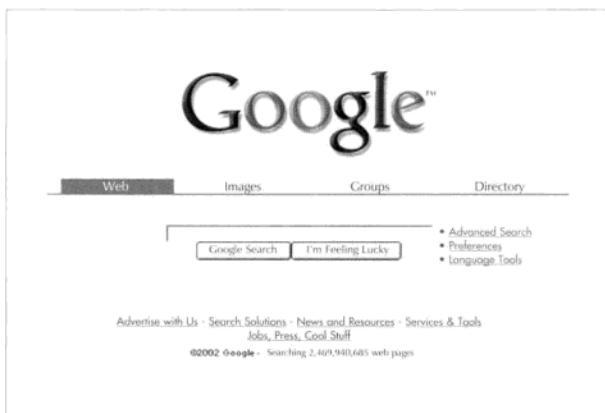 Google™
Web Images Groups Directory
• Advanced Search
Google Search I'm Feeling Lucky • Preferences
• Language Tools
Advertise with Us - Search Solutions - News and Resources - Services & Tools
Jobs, Press, Cool Stuff
©2002 Google - Searching 2,469,940,685 web pages